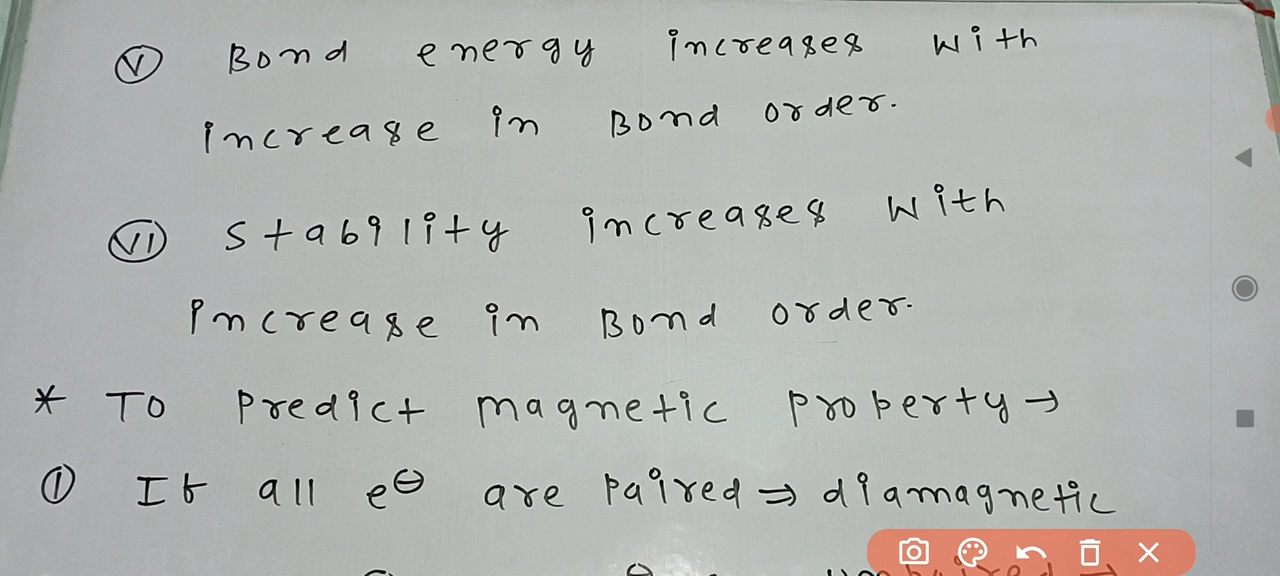 (V) Bond energy increases with
increase in Bond order.
(VI) Stability increases with
increase in Bond order.
* To predict magnetic property →
(1) If all e⊖ are paired ⇒ diamagnetic